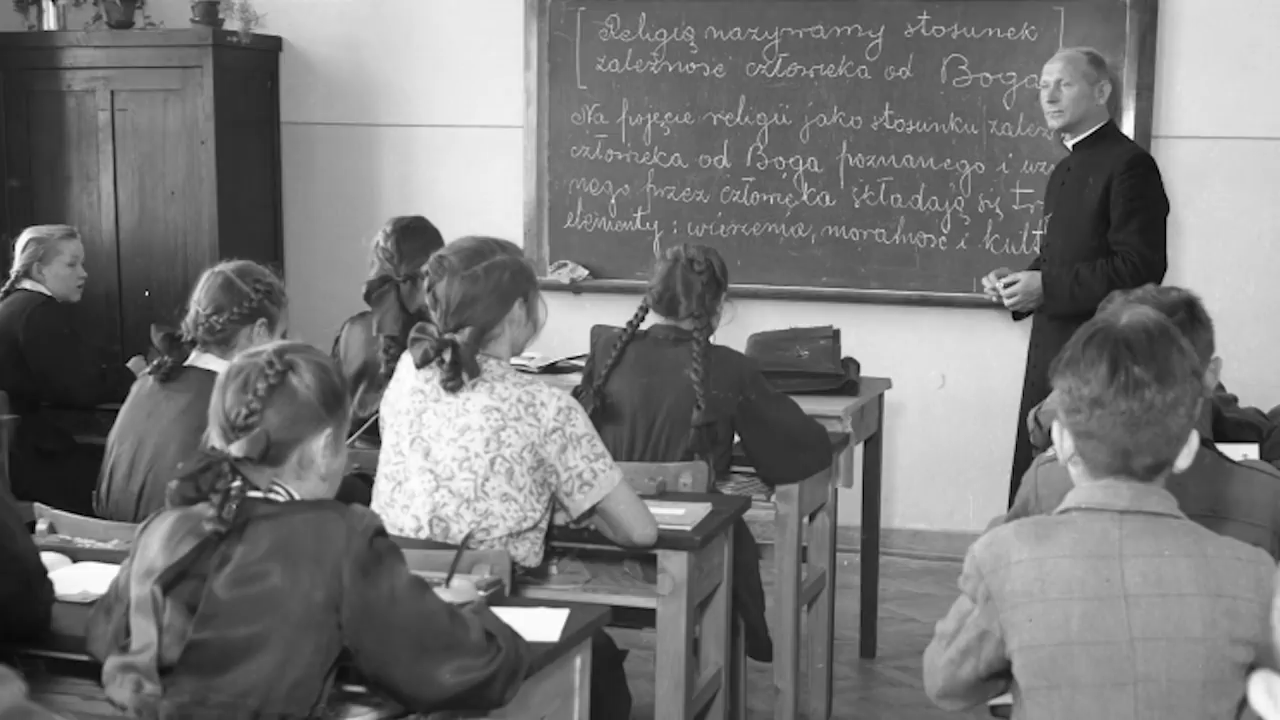 Religią nazywamy stosunek
zależność człowieka od Boga
Na pojęcie religii jako stosunku
człowieka od Boga poznanego i
nego przez człowieka składają się
elementy: wierzenia, moralność i kult